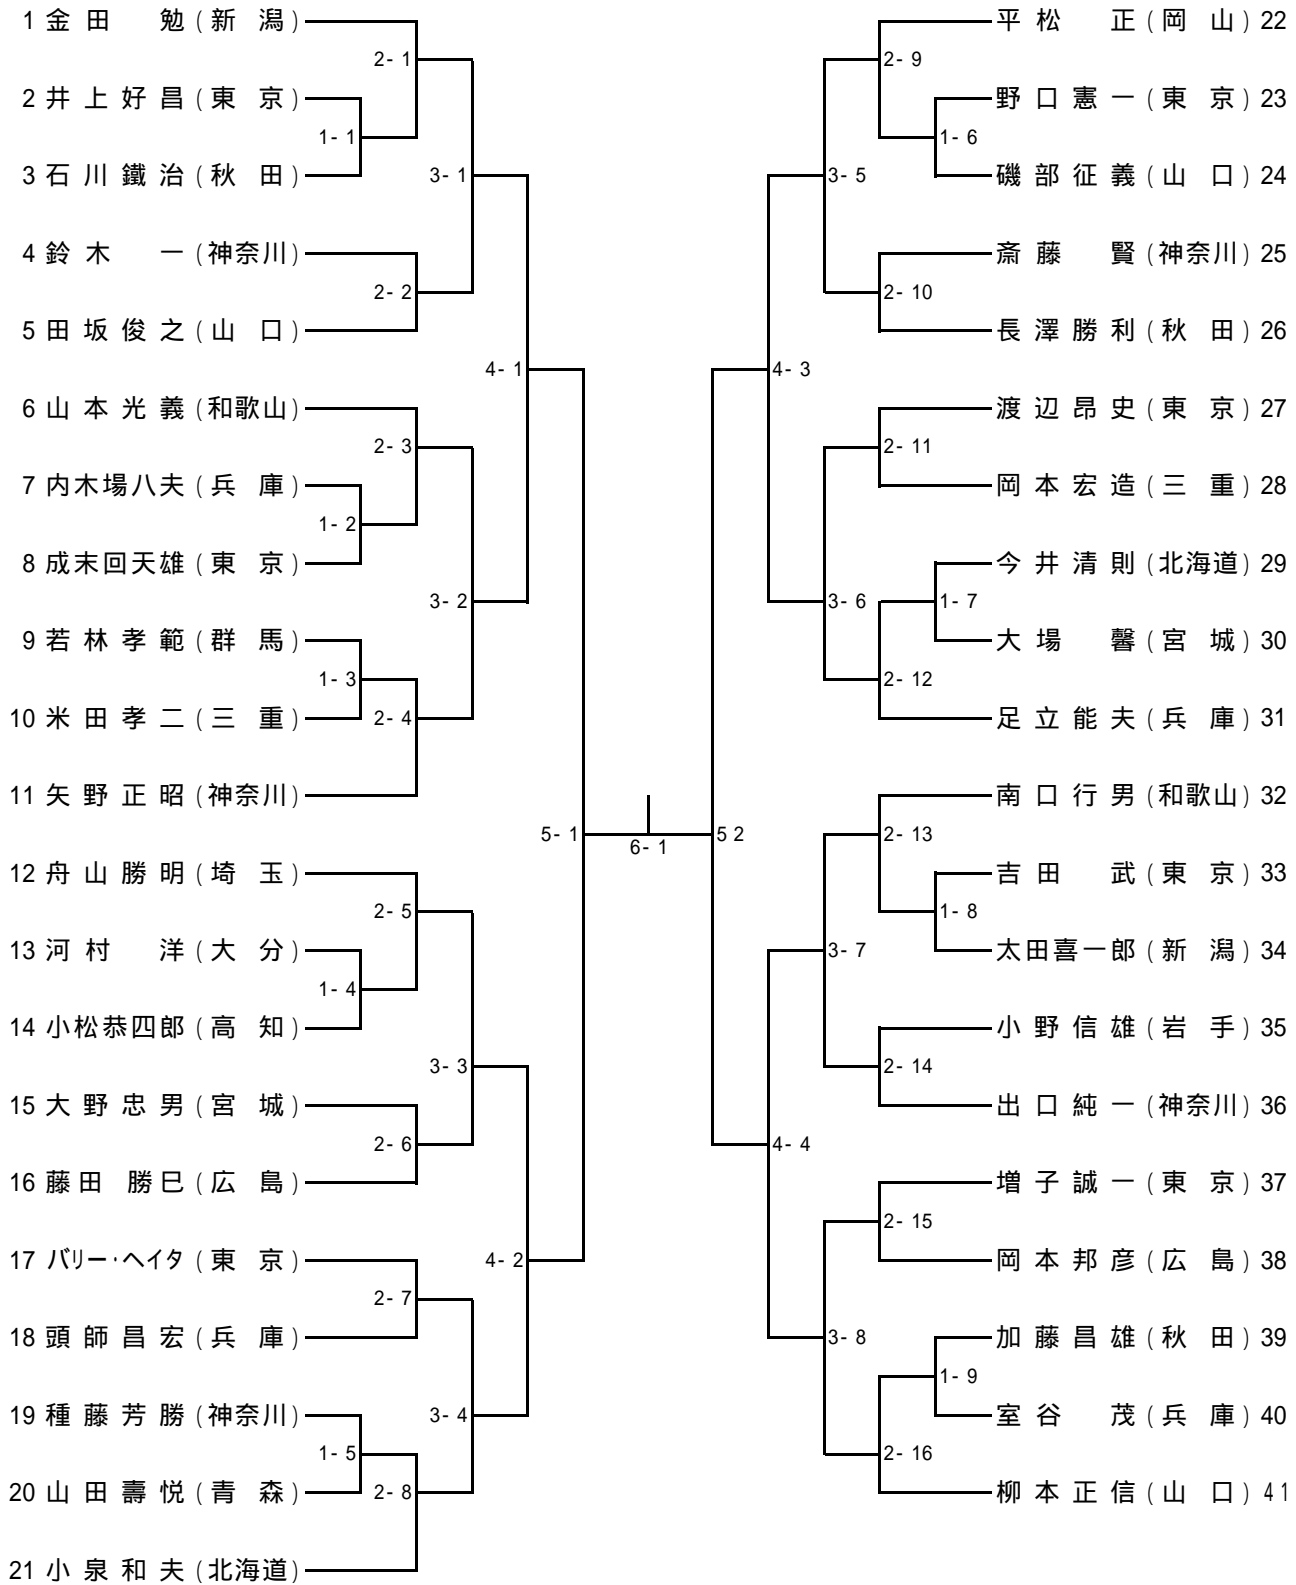 1 金田 勉 (新 潟)
2- 1
2 井上好昌 (東 京)
1- 1
3 石川鐵治 (秋 田)
3- 1
4 鈴木 一 (神奈川)
2- 2
5 田坂俊之 (山 口)
4- 1
6 山本光義 (和歌山)
2- 3
7 内木場八夫 (兵 庫)
1- 2
8 成末回天雄 (東 京)
3- 2
9 若林孝範 (群 馬)
1- 3
10 米田孝二 (三 重)
2- 4
11 矢野正昭 (神奈川)
5- 1
12 舟山勝明 (埼 玉)
2- 5
13 河村 洋 (大 分)
1- 4
14 小松恭四郎 (高 知)
3- 3
15 大野忠男 (宮 城)
2- 6
16 藤田 勝巳 (広 島)
17 バリー・ヘイタ (東 京)
4- 2
2- 7
18 頭師昌宏 (兵 庫)
19 種藤芳勝 (神奈川)
3- 4
1- 5
20 山田壽悦 (青 森)
2- 8
21 小泉和夫 (北海道)
6- 1
平松 正 (岡 山) 22
2- 9
野口憲一 (東 京) 23
1- 6
磯部征義 (山 口) 24
3- 5
斎藤 賢 (神奈川) 25
2- 10
長澤勝利 (秋 田) 26
4- 3
渡辺昂史 (東 京) 27
2- 11
岡本宏造 (三 重) 28
今井清則 (北海道) 29
3- 6
1- 7
大場 馨 (宮 城) 30
2- 12
足立能夫 (兵 庫) 31
南口行男 (和歌山) 32
5 2
2- 13
吉田 武 (東 京) 33
1- 8
太田喜一郎 (新 潟) 34
3- 7
小野信雄 (岩 手) 35
2- 14
出口純一 (神奈川) 36
4- 4
増子誠一 (東 京) 37
2- 15
岡本邦彦 (広 島) 38
加藤昌雄 (秋 田) 39
3- 8
1- 9
室谷 茂 (兵 庫) 40
2- 16
柳本正信 (山 口) 41